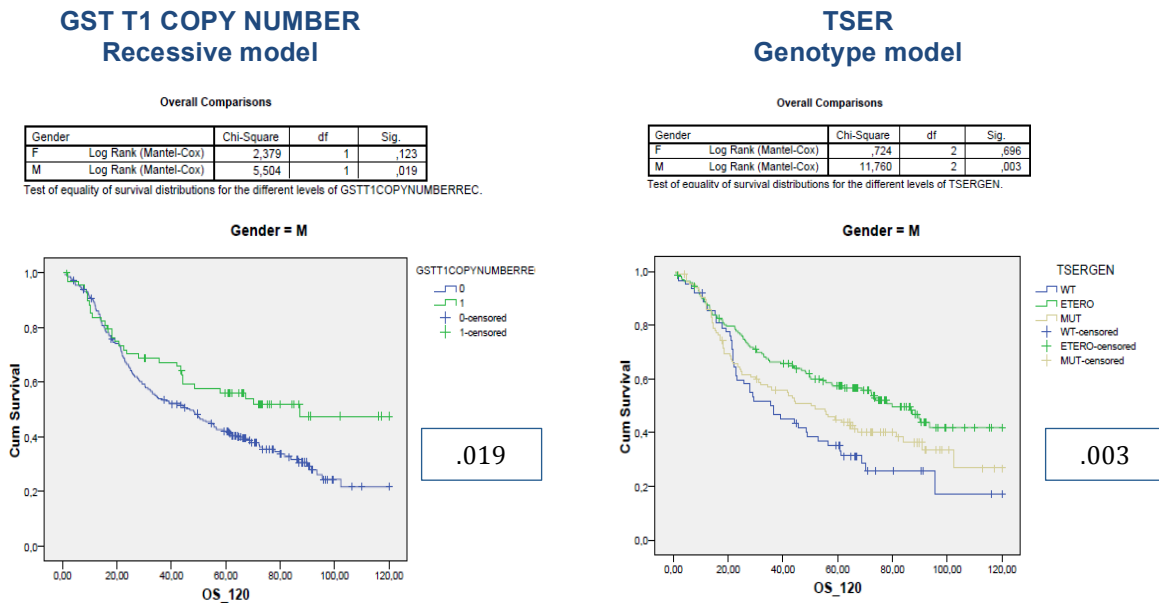 GST T1 COPY NUMBER
Recessive model
Overall Comparisons
Gender Chi-Square df Sig.
F Log Rank (Mantel-Cox) 2,379 1 ,123
M Log Rank (Mantel-Cox) 5,504 1 ,019
Test of equality of survival distributions for the different levels of GSTT1COPYNUMBERREC.
Gender = M
GSTT1COPYNUMBERRE
0
1
0-censored
1-censored
Cum Survival
1,0
0,8
0,6
0,4
0,2
0,0
0,00 20,00 40,00 60,00 80,00 100,00 120,00
OS_120
.019
TSER
Genotype model
Overall Comparisons
Gender Chi-Square df Sig.
F Log Rank (Mantel-Cox) ,724 2 ,696
M Log Rank (Mantel-Cox) 11,760 2 ,003
Test of equality of survival distributions for the different levels of TSERGEN.
Gender = M
TSERGEN
WT
ETERO
MUT
WT-censored
ETERO-censored
MUT-censored
Cum Survival
1,0
0,8
0,6
0,4
0,2
0,0
0,00 20,00 40,00 60,00 80,00 100,00 120,00
OS_120
.003